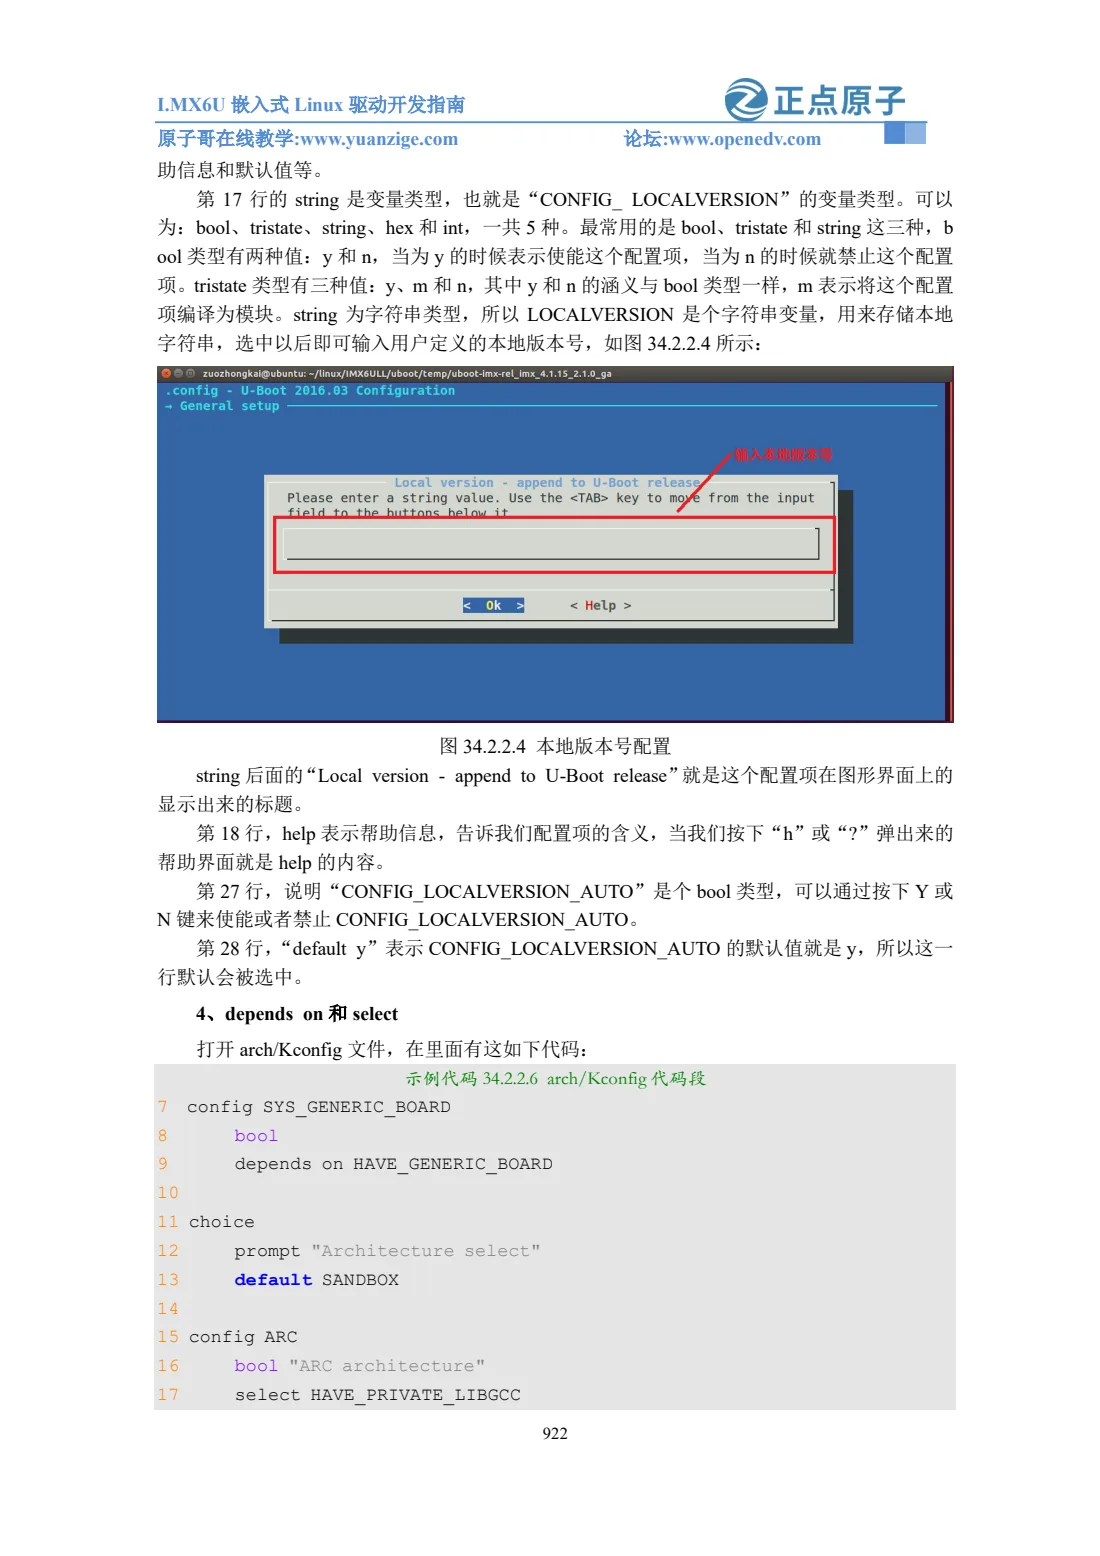 I.MX6U 嵌入式 Linux 驱动开发指南
正点原子
原子哥在线教学:www.yuanzige.com 论坛:www.openedv.com
助信息和默认值等。
第 17 行的 string 是变量类型，也就是“CONFIG_ LOCALVERSION”的变量类型。可以
为：bool、tristate、string、hex 和 int，一共 5 种。最常用的是 bool、tristate 和 string 这三种，b
ool 类型有两种值：y 和 n，当为 y 的时候表示使能这个配置项，当为 n 的时候就禁止这个配置
项。tristate 类型有三种值：y、m 和 n，其中 y 和 n 的涵义与 bool 类型一样，m 表示将这个配置
项编译为模块。string 为字符串类型，所以 LOCALVERSION 是个字符串变量，用来存储本地
字符串，选中以后即可输入用户定义的本地版本号，如图 34.2.2.4 所示：
zuozhongkai@ubuntu: ~/linux/IMX6ULL/uboot/temp/uboot-imx-rel_imx_4.1.15_2.1.0_ga
.config - U-Boot 2016.03 Configuration
→ General setup
输入本地版本号
Local version - append to U-Boot release
Please enter a string value. Use the <TAB> key to move from the input
field to the buttons below it
< Ok > < Help >
图 34.2.2.4 本地版本号配置
string 后面的“Local version - append to U-Boot release”就是这个配置项在图形界面上的
显示出来的标题。
第 18 行，help 表示帮助信息，告诉我们配置项的含义，当我们按下“h”或“?”弹出来的
帮助界面就是 help 的内容。
第 27 行，说明“CONFIG_LOCALVERSION_AUTO”是个 bool 类型，可以通过按下 Y 或
N 键来使能或者禁止 CONFIG_LOCALVERSION_AUTO。
第 28 行，“default y”表示 CONFIG_LOCALVERSION_AUTO 的默认值就是 y，所以这一
行默认会被选中。
4、depends on 和 select
打开 arch/Kconfig 文件，在里面有这如下代码：
示例代码 34.2.2.6 arch/Kconfig 代码段
7 config SYS_GENERIC_BOARD
8 bool
9 depends on HAVE_GENERIC_BOARD
10
11 choice
12 prompt "Architecture select"
13 default SANDBOX
14
15 config ARC
16 bool "ARC architecture"
17 select HAVE_PRIVATE_LIBGCC
922